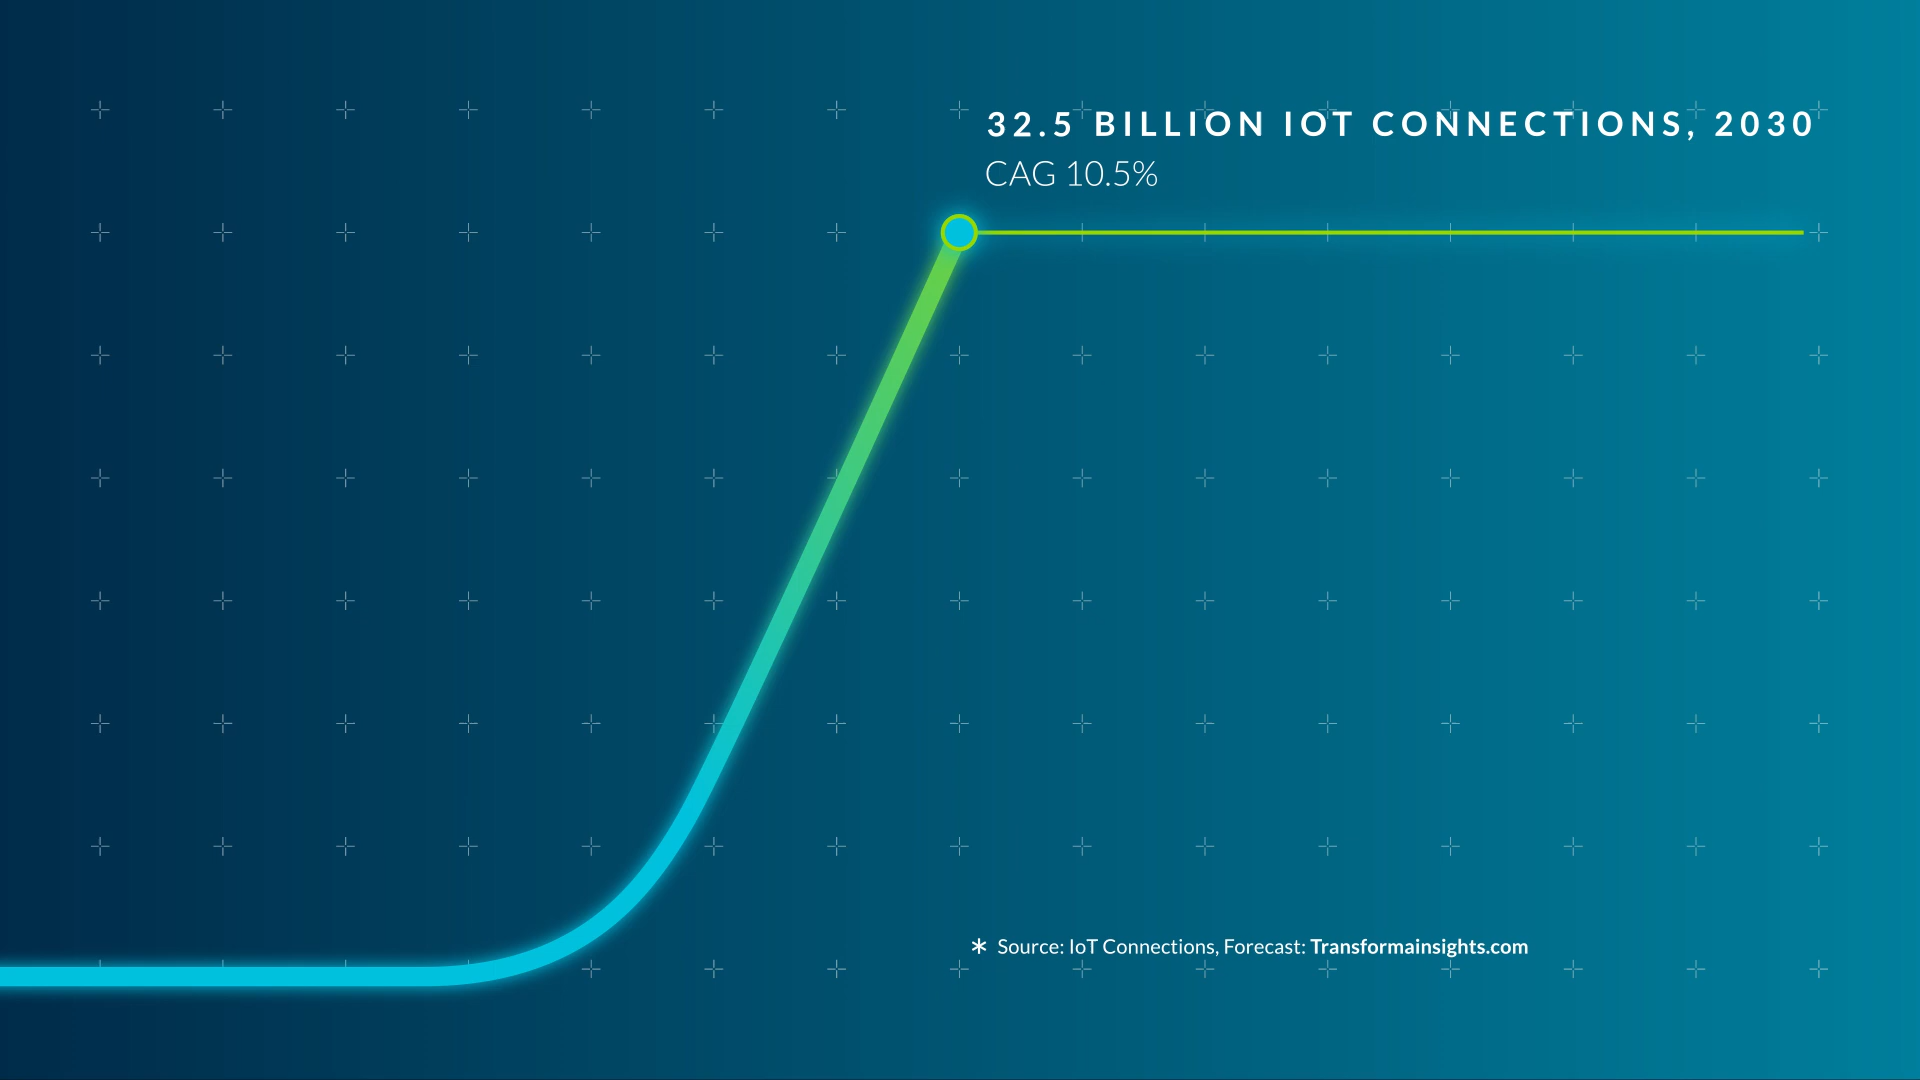 32.5 BILLION IOT CONNECTIONS, 2030
CAG 10.5%
* Source: IoT Connections, Forecast: Transformainsights.com